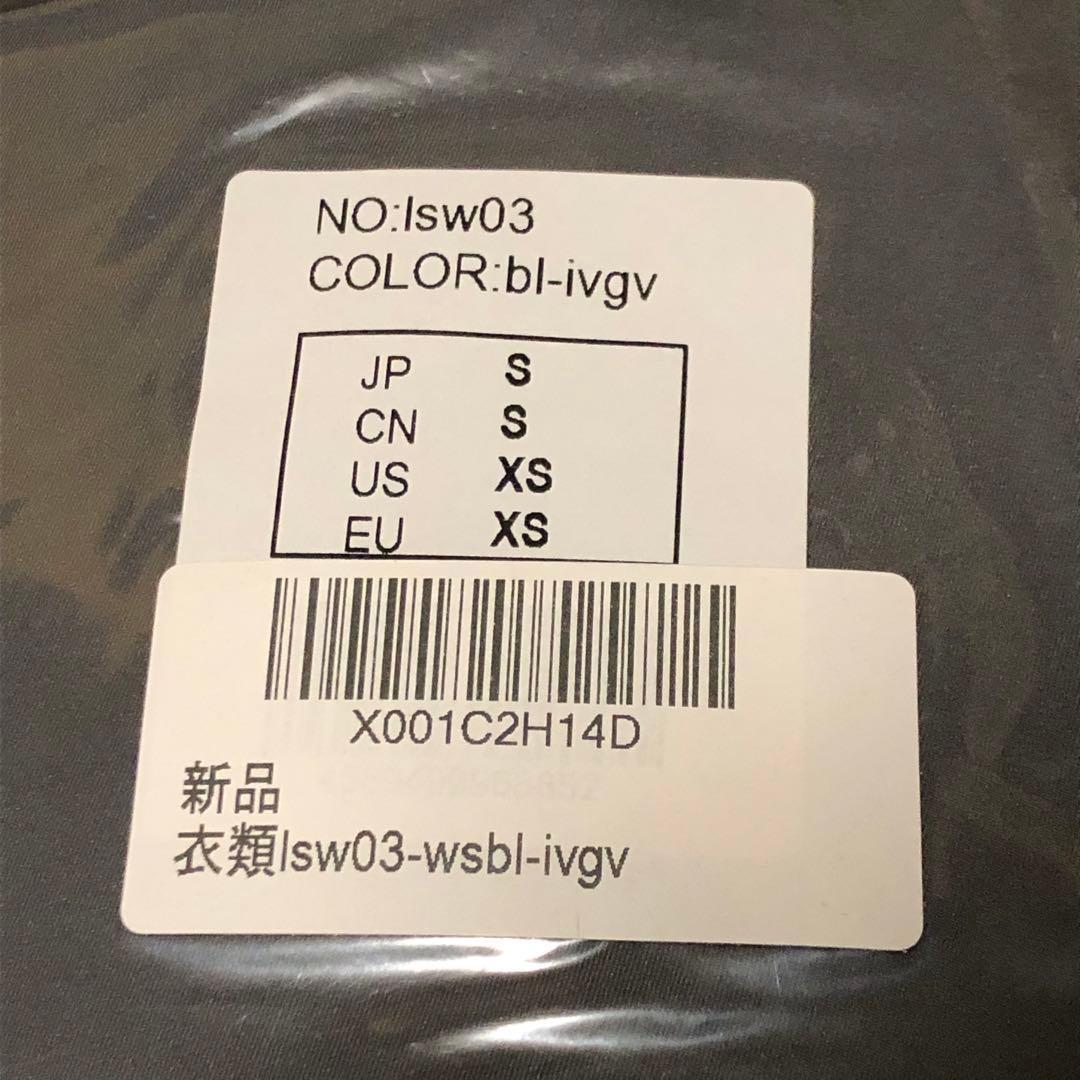 NO:lsw03
COLOR:bl-ivgv
JP S
CN S
US XS
EU XS
X001C2H14D
新品
衣類lsw03-wsbl-ivgv